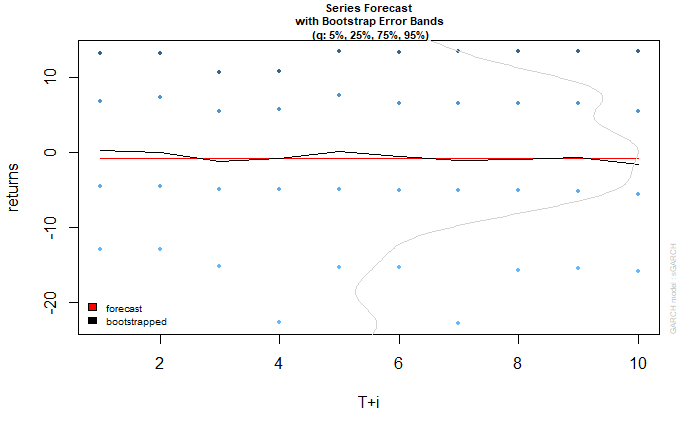 Series Forecast
with Bootstrap Error Bands
(q: 5%, 25%, 75%, 95%)
returns
10
0
-10
-20
forecast
bootstrapped
2
4
6
8
10
T+i
GARCH model : sGARCH